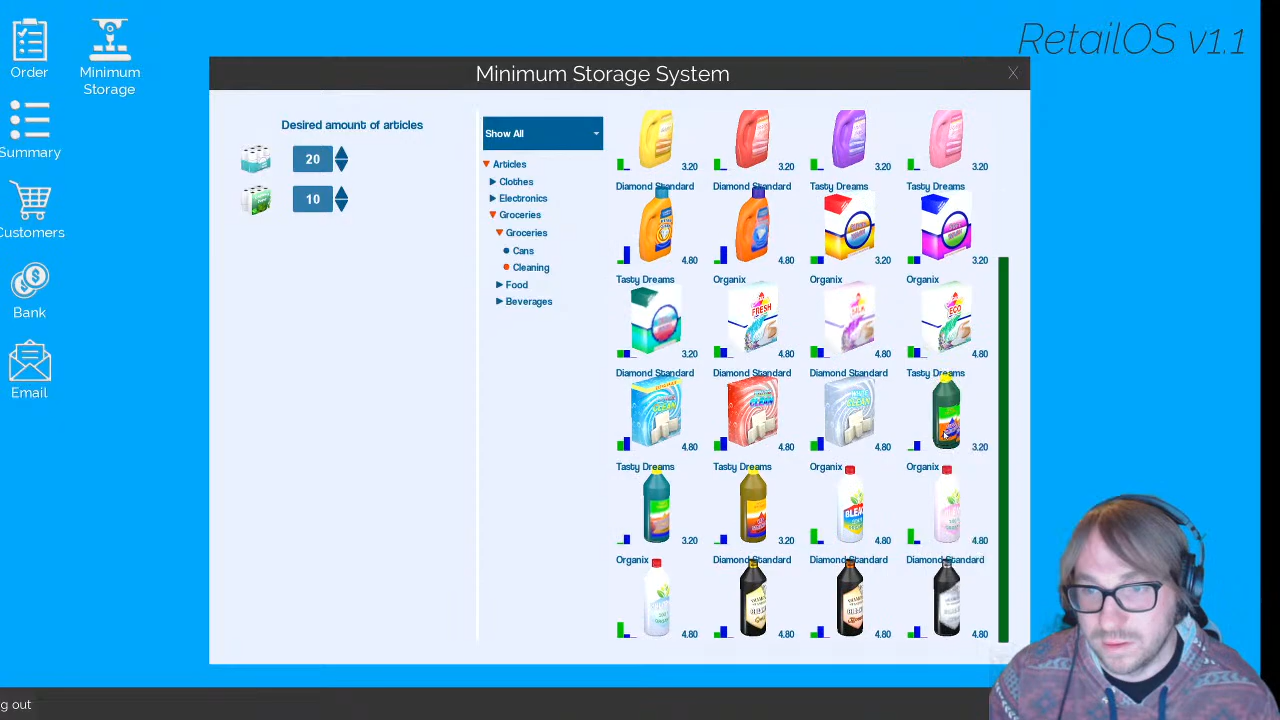 RetailOS v1.1
Order
Minimum
Storage
Summary
Customers
Bank
Email
Minimum Storage System
X
Desired amount of articles
20
10
Show All
Articles
Clothes
Electronics
Groceries
Groceries
Cans
Cleaning
Food
Beverages
3.20 3.20 3.20 3.20
Diamond Standard Diamond Standard Tasty Dreams Tasty Dreams
4.80 4.80 3.20 3.20
Tasty Dreams Organix Organix Organix
FRESH ECO
3.20 4.80 4.80 4.80
Diamond Standard Diamond Standard Diamond Standard Tasty Dreams
CLEAN
4.80 4.80 4.80 3.20
Tasty Dreams Tasty Dreams Organix Organix
BLEACH
3.20 3.20 4.80 4.80
Organix Diamond Standard Diamond Standard Diamond Standard
4.80 4.80 4.80 4.80
g out